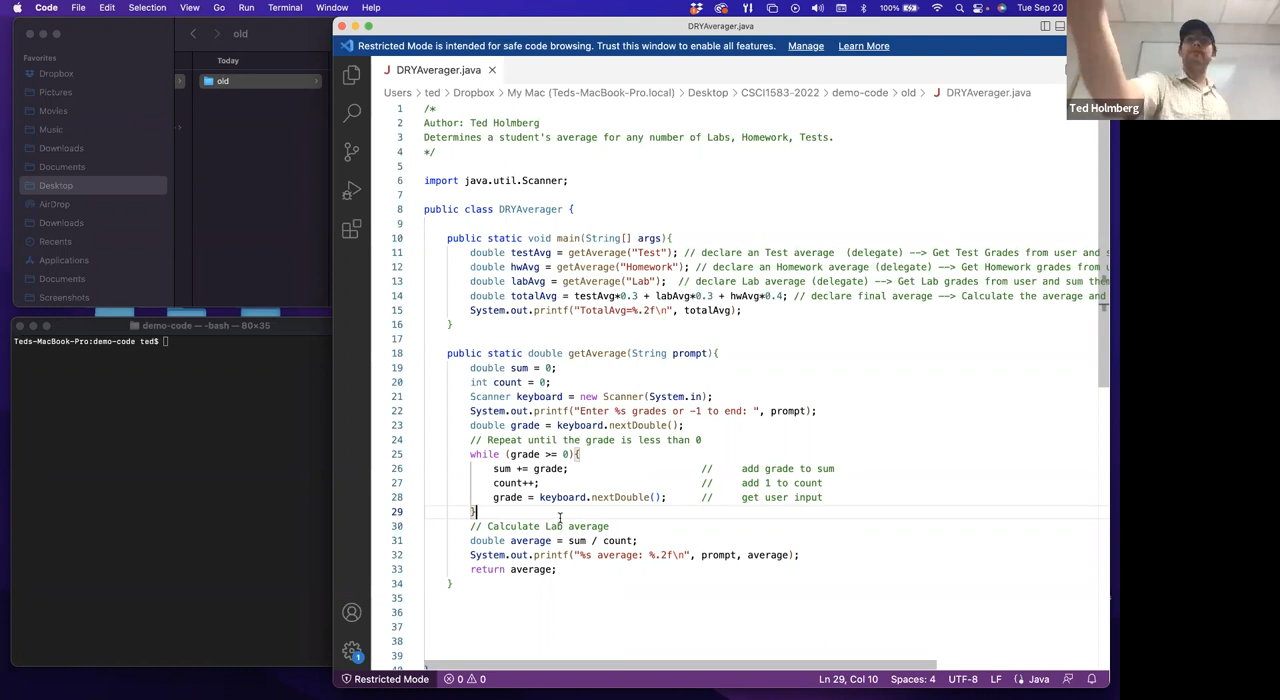 Code File Edit Selection View Go Run Terminal Window Help 100% Tue Sep 20
old
Favorites
Dropbox
Pictures
Movies
Music
Downloads
Documents
Desktop
AirDrop
Downloads
Recents
Applications
Documents
Screenshots
Today
old
demo-code — -bash — 80×35
Teds-MacBook-Pro:demo-code ted$
DRYAverager.java
Restricted Mode is intended for safe code browsing. Trust this window to enable all features. Manage Learn More
J DRYAverager.java
Users > ted > Dropbox > My Mac (Teds-MacBook-Pro.local) > Desktop > CSCI1583-2022 > demo-code > old > J DRYAverager.java
1 /*
2 Author: Ted Holmberg
3 Determines a student's average for any number of Labs, Homework, Tests.
4 */
5
6 import java.util.Scanner;
7
8 public class DRYAverager {
9
10 public static void main(String[] args){
11 double testAvg = getAverage("Test"); // declare an Test average (delegate) --> Get Test Grades from user and s
12 double hwAvg = getAverage("Homework"); // declare an Homework average (delegate) --> Get Homework grades from u
13 double labAvg = getAverage("Lab"); // declare Lab average (delegate) --> Get Lab grades from user and sum the
14 double totalAvg = testAvg*0.3 + labAvg*0.3 + hwAvg*0.4; // declare final average --> Calculate the average and
15 System.out.printf("TotalAvg=%.2f\n", totalAvg);
16 }
17
18 public static double getAverage(String prompt){
19 double sum = 0;
20 int count = 0;
21 Scanner keyboard = new Scanner(System.in);
22 System.out.printf("Enter %s grades or -1 to end: ", prompt);
23 double grade = keyboard.nextDouble();
24 // Repeat until the grade is less than 0
25 while (grade >= 0){
26 sum += grade; // add grade to sum
27 count++; // add 1 to count
28 grade = keyboard.nextDouble(); // get user input
29 }
30 // Calculate Lab average
31 double average = sum / count;
32 System.out.printf("%s average: %.2f\n", prompt, average);
33 return average;
34 }
35
36
37
38
39
Restricted Mode 0 0 Ln 29, Col 10 Spaces: 4 UTF-8 LF Java
1
Ted Holmberg